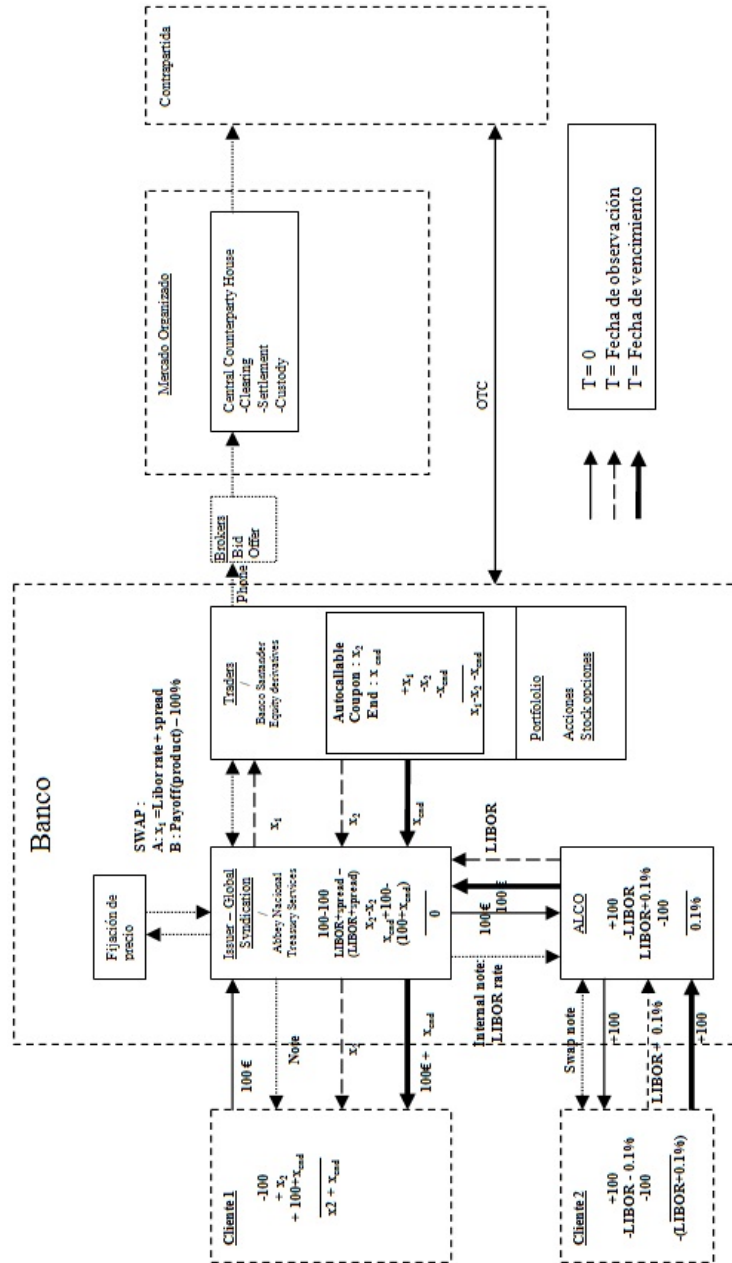 Banco
Contrapartida
Mercado Organizado
Central Counterparty House
-Clearing
-Settlement
-Custody
Brokers
Bid
Offer
Phone
OTC
T = 0
T = Fecha de observación
T = Fecha de vencimiento
Fijación de
precio
SWAP :
A: x1 =Libor rate + spread
B : Payoff(product) – 100%
Issuer – Global
Syndication
/
Abbey Nacional
Treasury Services
100-100
LIBOR+spread –
(LIBOR+spread)
x2-x2
xend+100-
(100+xend)
0
x1
x2
xend
Traders
/
Banco Santander
Equity derivatives
Autocallable
Coupon : x2
End : x end
+x1
-x2
-xend
x1-x2 -xend
Portfololio
Acciones
Stock opciones
Cliente 1
-100
+ x2
+ 100+xend
x2 + xend
100 €
Note
x2
100€ + xend
Internal note:
LIBOR rate
100 €
100 €
LIBOR
ALCO
+100
-LIBOR
LIBOR+0.1%
-100
0.1%
Swap note
+100
LIBOR + 0.1%
+100
Cliente 2
+100
-LIBOR - 0.1%
-100
-(LIBOR+0.1%)